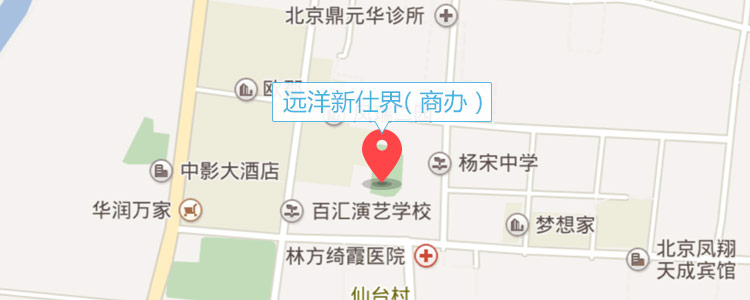 北京鼎元华诊所
远洋新仕界(商办)
杨宋中学
中影大酒店
华润万家
百汇演艺学校
梦想家
林方绮霞医院
北京凤翔
天成宾馆
仙台村